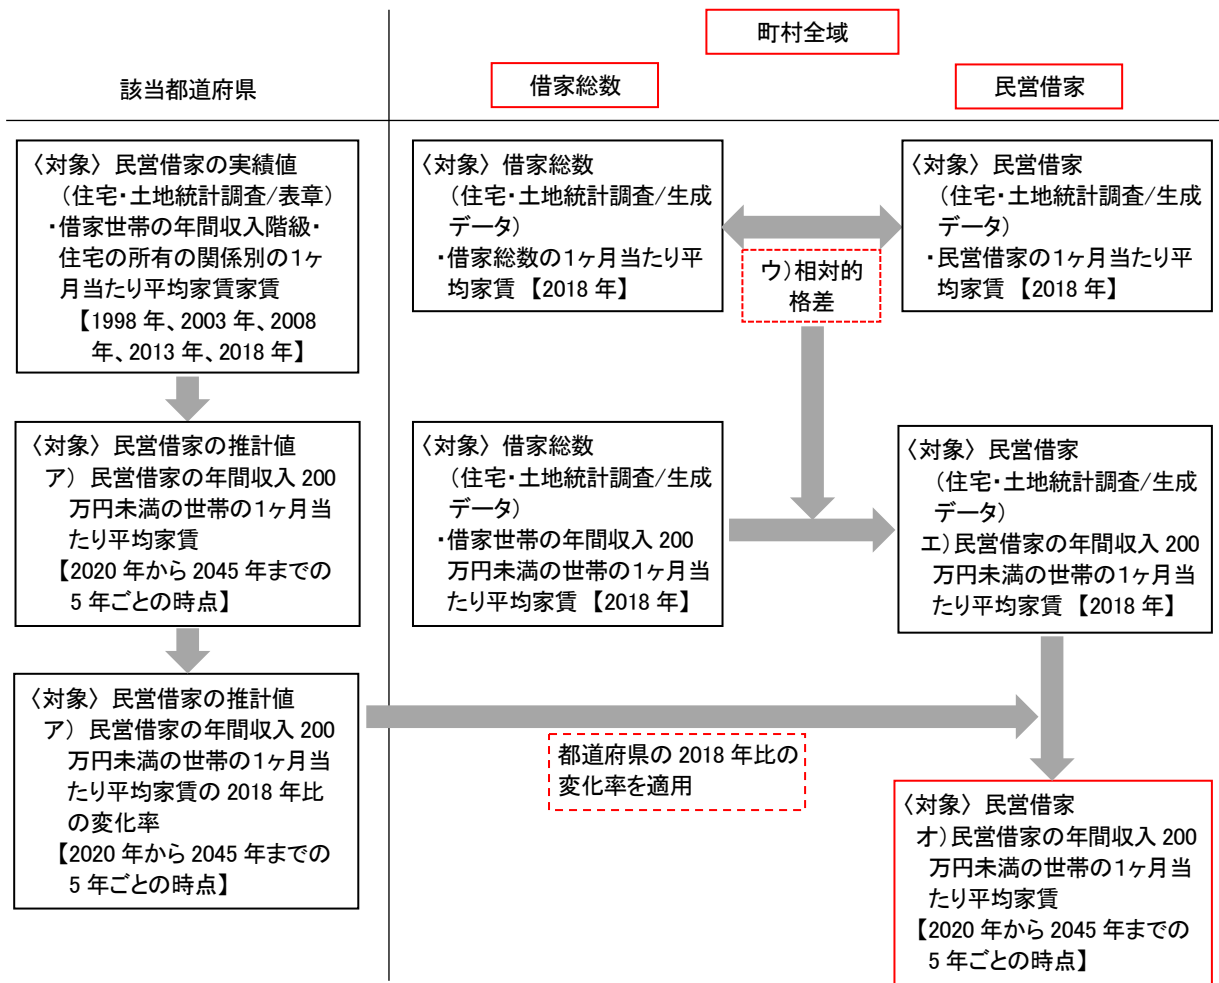 町村全域
該当都道府県
借家総数
民営借家
〈対象〉 民営借家の実績値
（住宅・土地統計調査/表章）
・借家世帯の年間収入階級・
住宅の所有の関係別の1ヶ
月当たり平均家賃家賃
【1998 年、2003 年、2008
年、2013 年、2018 年】
〈対象〉 借家総数
（住宅・土地統計調査/生成
データ）
・借家総数の1ヶ月当たり平
均家賃 【2018 年】
ウ）相対的
格差
〈対象〉 民営借家
（住宅・土地統計調査/生成
データ）
・民営借家の1ヶ月当たり平
均家賃 【2018 年】
〈対象〉 民営借家の推計値
ア） 民営借家の年間収入 200
万円未満の世帯の1ヶ月当
たり平均家賃
【2020 年から 2045 年までの
5 年ごとの時点】
〈対象〉 借家総数
（住宅・土地統計調査/生成
データ）
・借家世帯の年間収入 200
万円未満の世帯の1ヶ月当
たり平均家賃 【2018 年】
〈対象〉 民営借家
（住宅・土地統計調査/生成
データ）
エ）民営借家の年間収入 200
万円未満の世帯の1ヶ月当
たり平均家賃 【2018 年】
〈対象〉 民営借家の推計値
ア） 民営借家の年間収入 200
万円未満の世帯の1ヶ月当
たり平均家賃の 2018 年比
の変化率
【2020 年から 2045 年までの
5 年ごとの時点】
都道府県の 2018 年比の
変化率を適用
〈対象〉 民営借家
オ）民営借家の年間収入 200
万円未満の世帯の1ヶ月当
たり平均家賃
【2020 年から 2045 年までの
5 年ごとの時点】